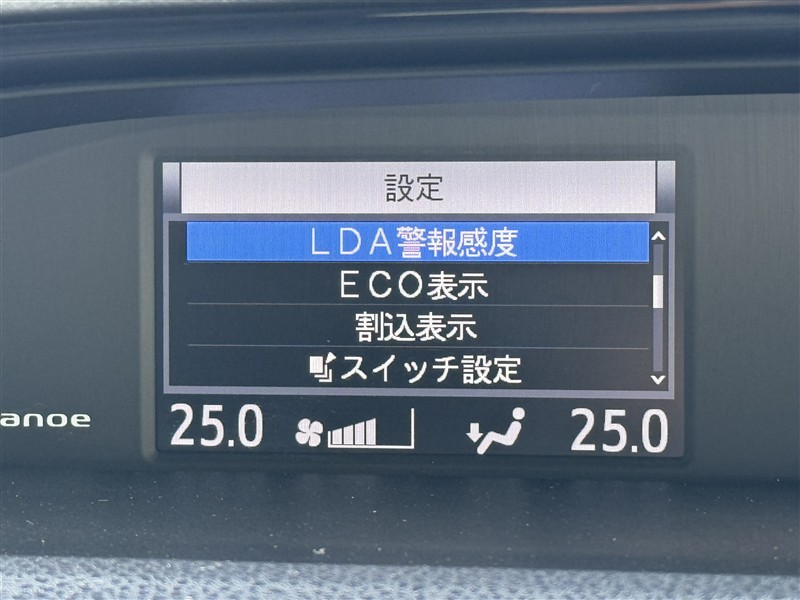 設定
LDA警報感度
ECO表示
割込表示
スイッチ設定
anoe
25.0 25.0